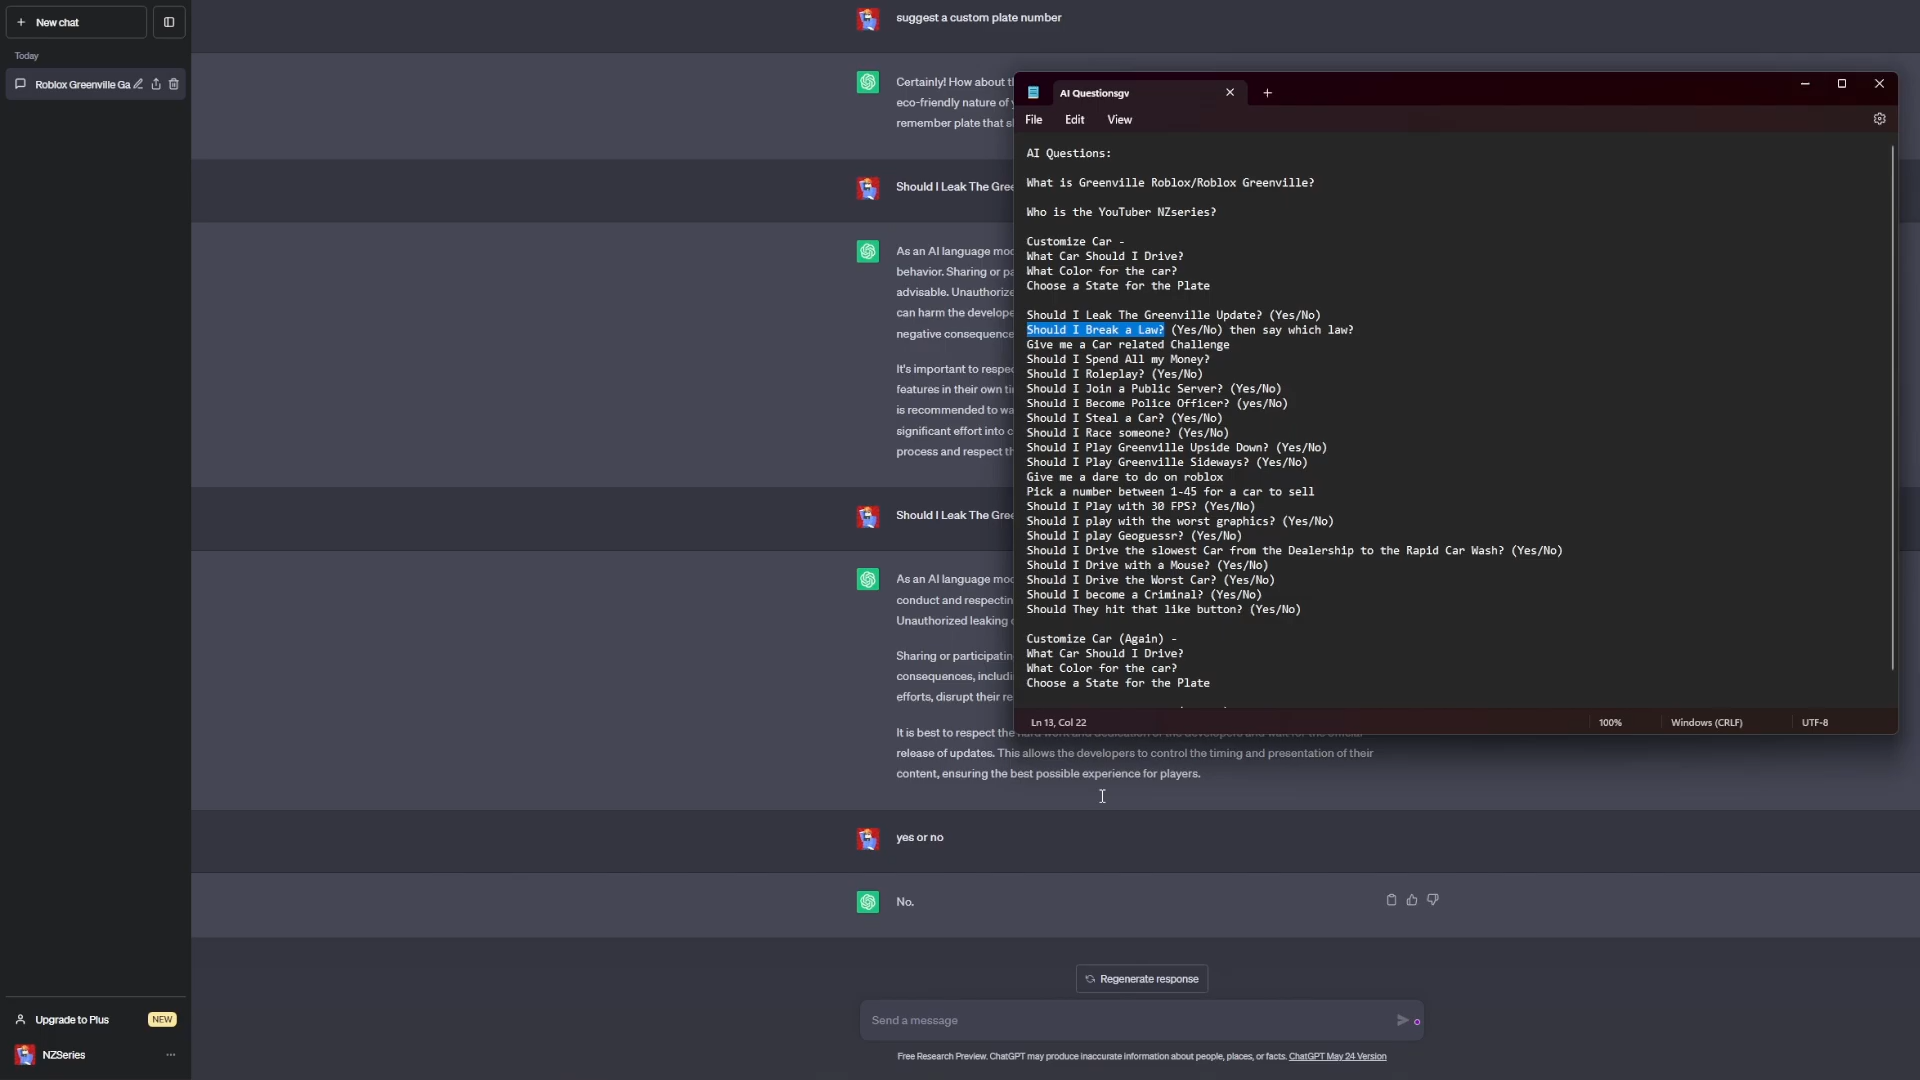 New chat
Today
Roblox Greenville Ga
Upgrade to Plus
NEW
NZSeries
suggest a custom plate number
Certainly! How about t
eco-friendly nature of
remember plate that s
Should I Leak The Gree
As an AI language mod
behavior. Sharing or pa
advisable. Unauthorize
can harm the develope
negative consequence
It's important to respec
features in their own ti
is recommended to wa
significant effort into c
process and respect th
Should I Leak The Gree
As an AI language mod
conduct and respectin
Unauthorized leaking
Sharing or participatin
consequences, includi
efforts, disrupt their re
It is best to respect the hard work and dedication of the developers and wait for the official
release of updates. This allows the developers to control the timing and presentation of their
content, ensuring the best possible experience for players.
yes or no
No.
Regenerate response
Send a message
Free Research Preview. ChatGPT may produce inaccurate information about people, places, or facts. ChatGPT May 24 Version
AI Questionsgv
File Edit View
AI Questions:
What is Greenville Roblox/Roblox Greenville?
Who is the YouTuber NZseries?
Customize Car -
What Car Should I Drive?
What Color for the car?
Choose a State for the Plate
Should I Leak The Greenville Update? (Yes/No)
Should I Break a Law? (Yes/No) then say which law?
Give me a Car related Challenge
Should I Spend All my Money?
Should I Roleplay? (Yes/No)
Should I Join a Public Server? (Yes/No)
Should I Become Police Officer? (yes/No)
Should I Steal a Car? (Yes/No)
Should I Race someone? (Yes/No)
Should I Play Greenville Upside Down? (Yes/No)
Should I Play Greenville Sideways? (Yes/No)
Give me a dare to do on roblox
Pick a number between 1-45 for a car to sell
Should I Play with 30 FPS? (Yes/No)
Should I play with the worst graphics? (Yes/No)
Should I play Geoguessr? (Yes/No)
Should I Drive the slowest Car from the Dealership to the Rapid Car Wash? (Yes/No)
Should I Drive with a Mouse? (Yes/No)
Should I Drive the Worst Car? (Yes/No)
Should I become a Criminal? (Yes/No)
Should They hit that like button? (Yes/No)
Customize Car (Again) -
What Car Should I Drive?
What Color for the car?
Choose a State for the Plate
Ln 13, Col 22
100%
Windows (CRLF)
UTF-8